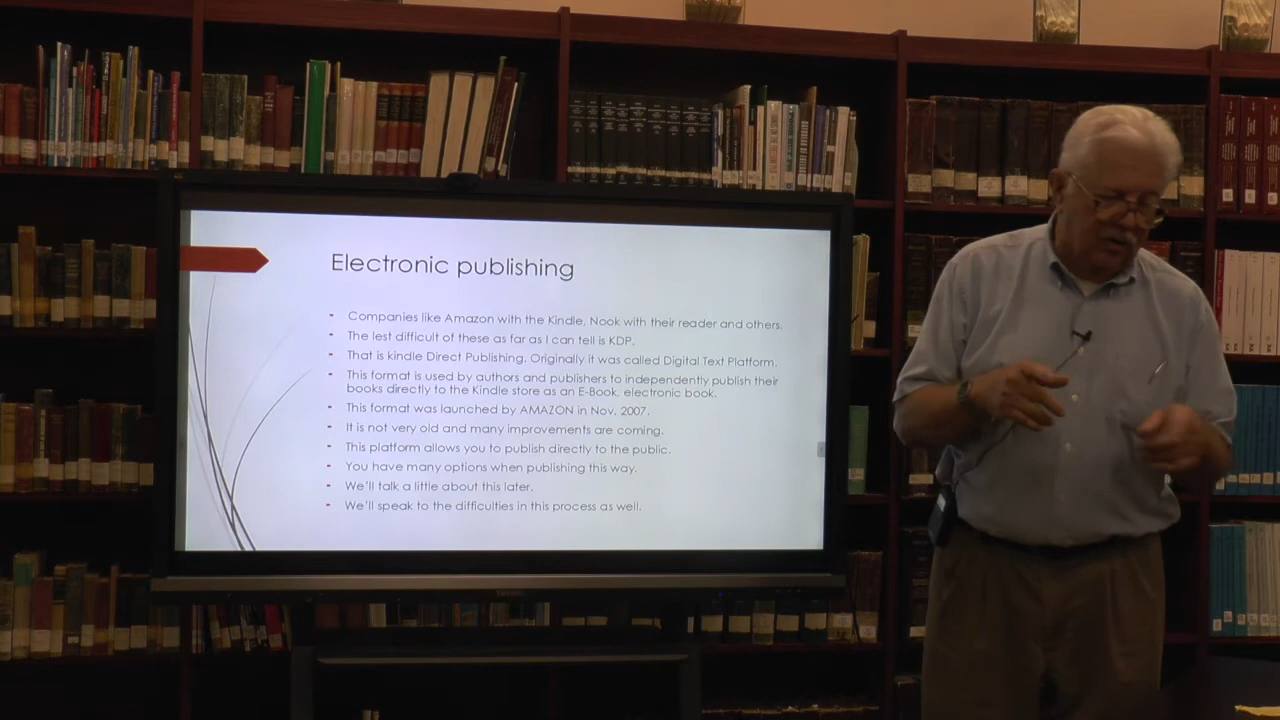 Electronic publishing
- Companies like Amazon with the Kindle, Nook with their reader and others.
- The lest difficult of these as far as I can tell is KDP.
- That is kindle Direct Publishing. Originally it was called Digital Text Platform.
- This format is used by authors and publishers to independently publish their
books directly to the Kindle store as an E-Book, electronic book.
- This format was launched by AMAZON in Nov. 2007.
- It is not very old and many improvements are coming.
- This platform allows you to publish directly to the public.
- You have many options when publishing this way.
- We'll talk a little about this later.
- We'll speak to the difficulties in this process as well.